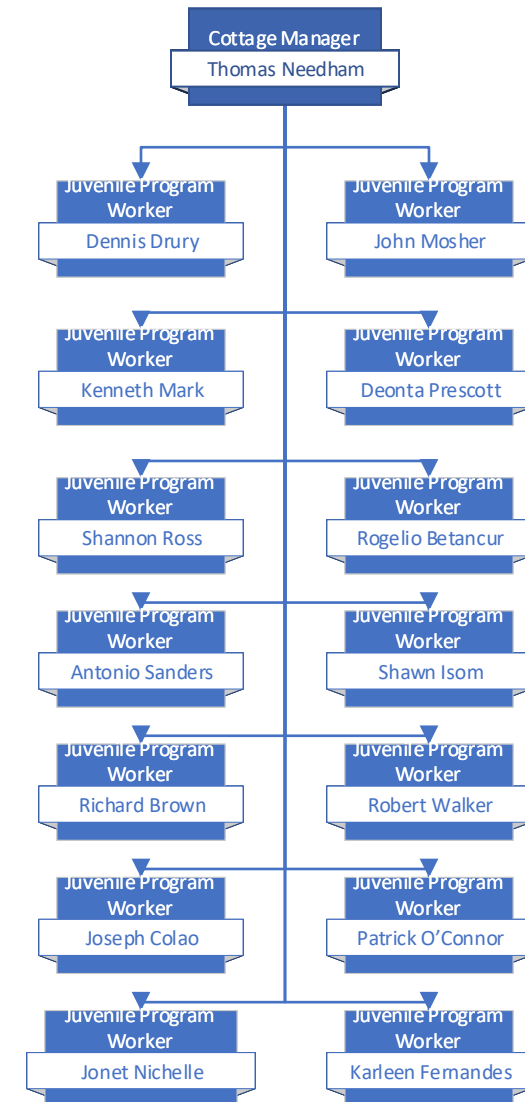 Cottage Manager
Thomas Needham
Juvenile Program
Worker
Dennis Drury
Juvenile Program
Worker
John Mosher
Juvenile Program
Worker
Kenneth Mark
Juvenile Program
Worker
Deonta Prescott
Juvenile Program
Worker
Shannon Ross
Juvenile Program
Worker
Rogelio Betancur
Juvenile Program
Worker
Antonio Sanders
Juvenile Program
Worker
Shawn Isom
Juvenile Program
Worker
Richard Brown
Juvenile Program
Worker
Robert Walker
Juvenile Program
Worker
Joseph Colao
Juvenile Program
Worker
Patrick O’Connor
Juvenile Program
Worker
Jonet Nichelle
Juvenile Program
Worker
Karleen Fernandes